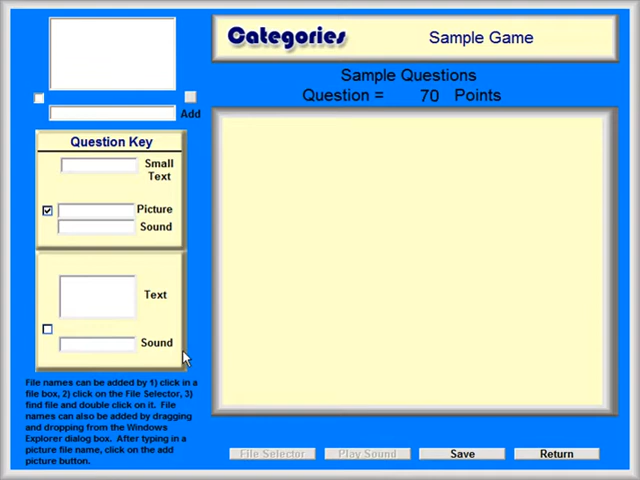 Categories
Sample Game
Sample Questions
Question = 70 Points
Add
Question Key
Small
Text
Picture
Sound
Text
Sound
File names can be added by 1) click in a
file box, 2) click on the File Selector, 3)
find file and double click on it. File
names can also be added by dragging
and dropping from the Windows
Explorer dialog box. After typing in a
picture file name, click on the add
picture button.
File Selector
Play Sound
Save
Return